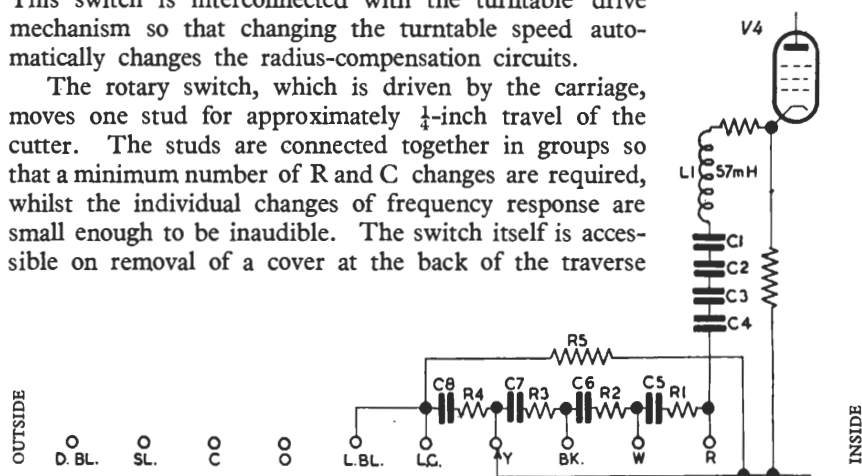 This switch is interconnected with the turntable drive
mechanism so that changing the turntable speed auto-
matically changes the radius-compensation circuits.
The rotary switch, which is driven by the carriage,
moves one stud for approximately ¼-inch travel of the
cutter. The studs are connected together in groups so
that a minimum number of R and C changes are required,
whilst the individual changes of frequency response are
small enough to be inaudible. The switch itself is acces-
sible on removal of a cover at the back of the traverse
V4
L1 57mH
C1
C2
C3
C4
R5
C8 R4 C7 R3 C6 R2 C5 R1
OUTSIDE
D. BL. SL. C O L.BL. L.G. Y BK. W R
INSIDE